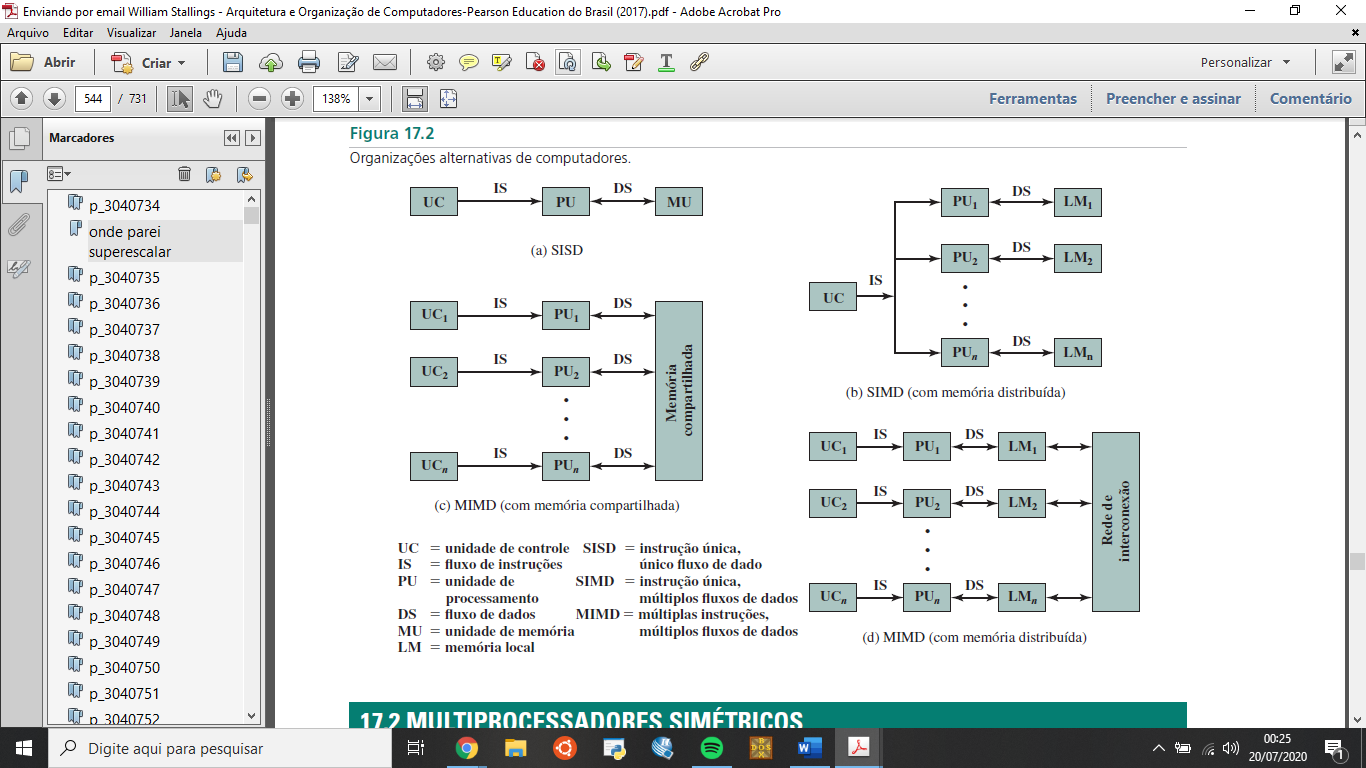 Enviando por email William Stallings - Arquitetura e Organização de Computadores-Pearson Education do Brasil (2017).pdf - Adobe Acrobat Pro
Arquivo Editar Visualizar Janela Ajuda
Abrir Criar Personalizar
544 / 731 138% Ferramentas Preencher e assinar Comentário
Marcadores
p_3040734
onde parei
superescalar
p_3040735
p_3040736
p_3040737
p_3040738
p_3040739
p_3040740
p_3040741
p_3040742
p_3040743
p_3040744
p_3040745
p_3040746
p_3040747
p_3040748
p_3040749
p_3040750
p_3040751
p_3040752
Figura 17.2
Organizações alternativas de computadores.
UC IS PU DS MU
(a) SISD
UC IS
PU1 DS LM1
PU2 DS LM2
PUn DS LMn
(b) SIMD (com memória distribuída)
UC1 IS PU1 DS
UC2 IS PU2 DS
UCn IS PUn DS
Memória
compartilhada
(c) MIMD (com memória compartilhada)
UC1 IS PU1 DS LM1
UC2 IS PU2 DS LM2
UCn IS PUn DS LMn
Rede de
interconexão
(d) MIMD (com memória distribuída)
UC = unidade de controle
IS = fluxo de instruções
PU = unidade de
processamento
DS = fluxo de dados
MU = unidade de memória
LM = memória local
SISD = instrução única,
único fluxo de dado
SIMD = instrução única,
múltiplos fluxos de dados
MIMD = múltiplas instruções,
múltiplos fluxos de dados
17.2 MULTIPROCESSADORES SIMÉTRICOS
Digite aqui para pesquisar
B
DOS
W
00:25
20/07/2020
1